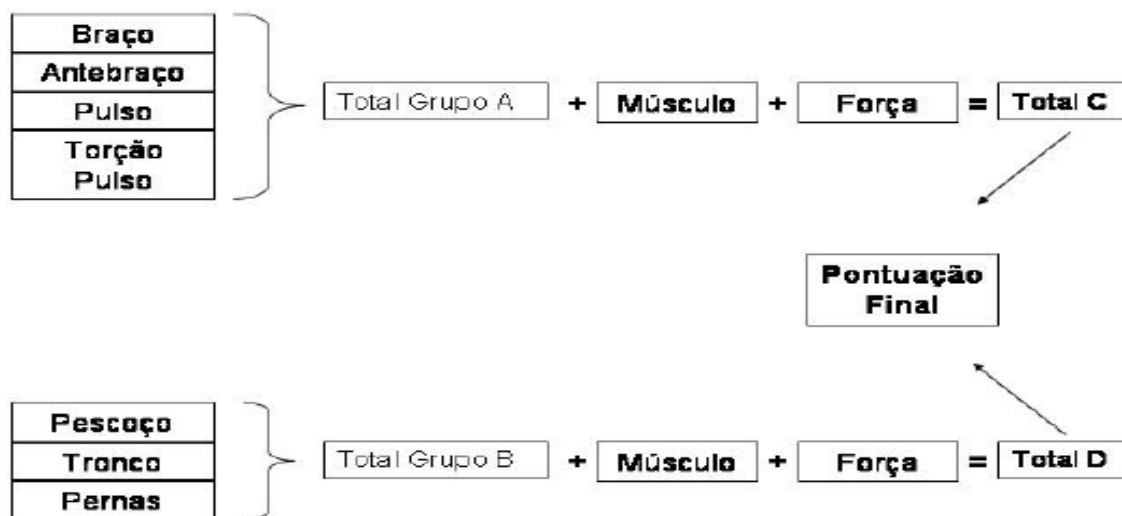 Braço
Antebraço
Pulso
Torção
Pulso
Total Grupo A + Músculo + Força = Total C
Pontuação
Final
Pescoço
Tronco
Pernas
Total Grupo B + Músculo + Força = Total D